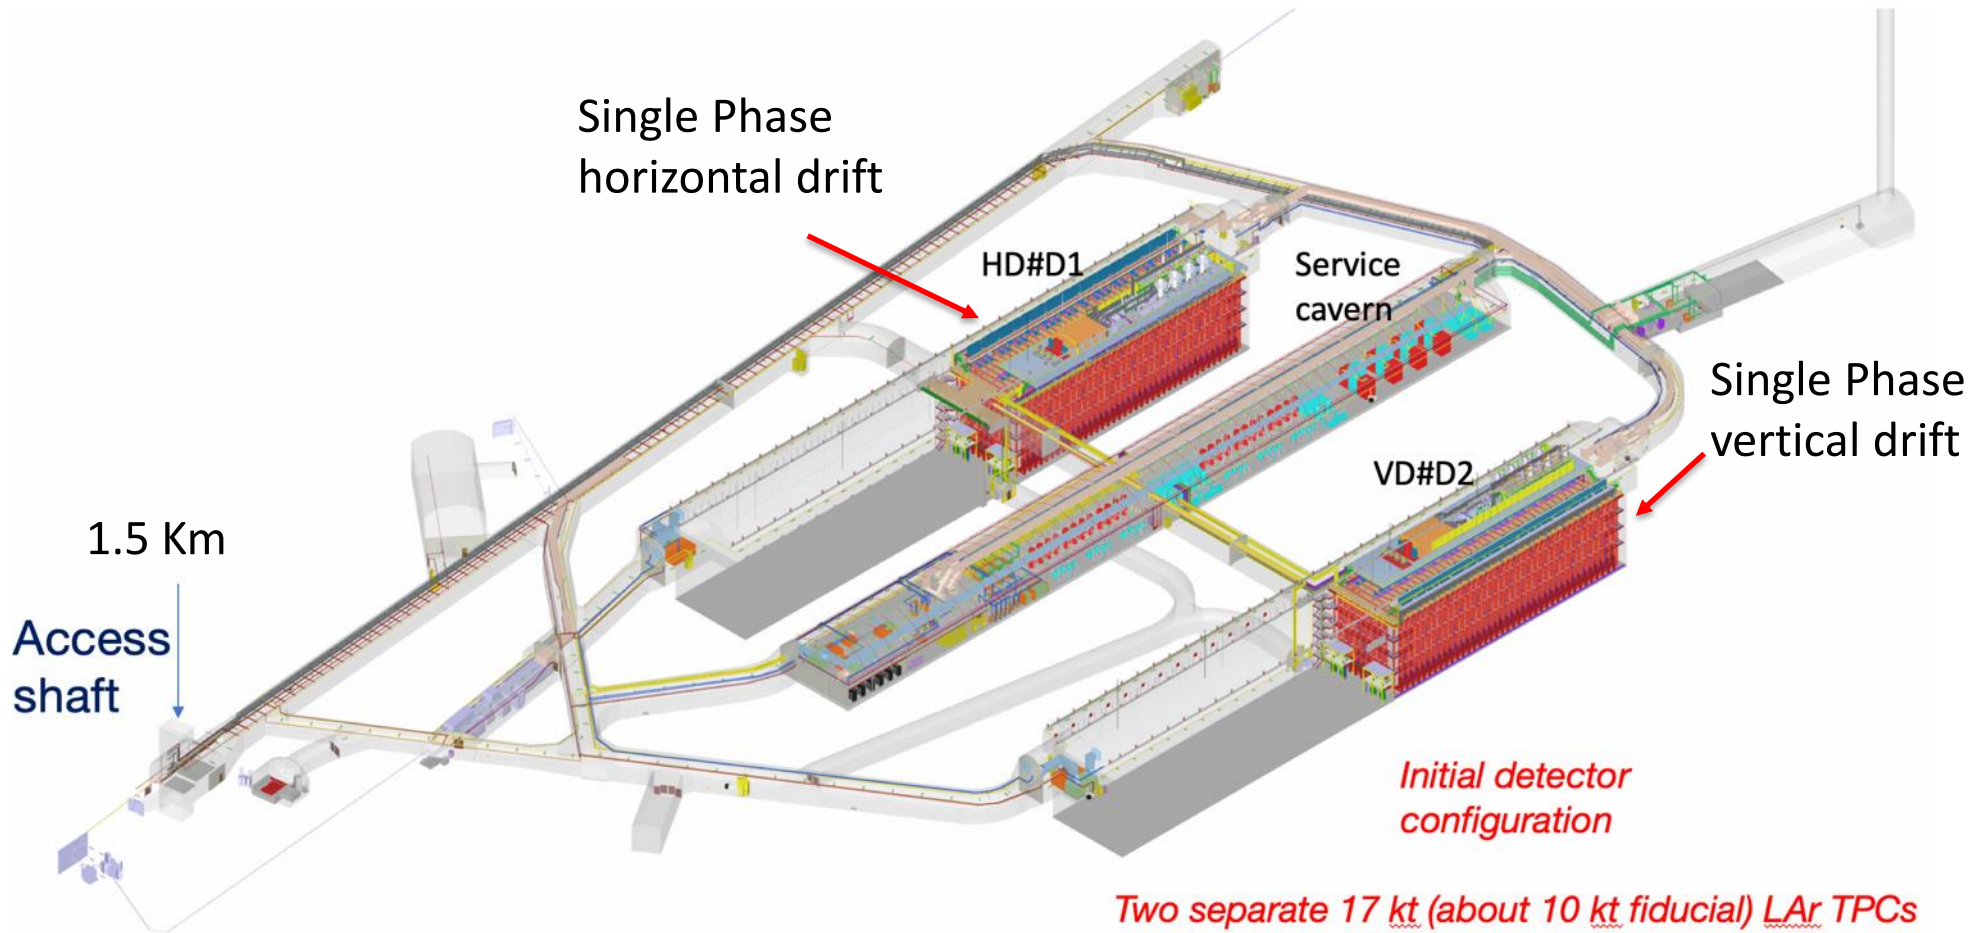 Single Phase
horizontal drift
HD#D1
Service
cavern
Single Phase
vertical drift
VD#D2
1.5 Km
Access
shaft
Initial detector
configuration
Two separate 17 kt (about 10 kt fiducial) LAr TPCs